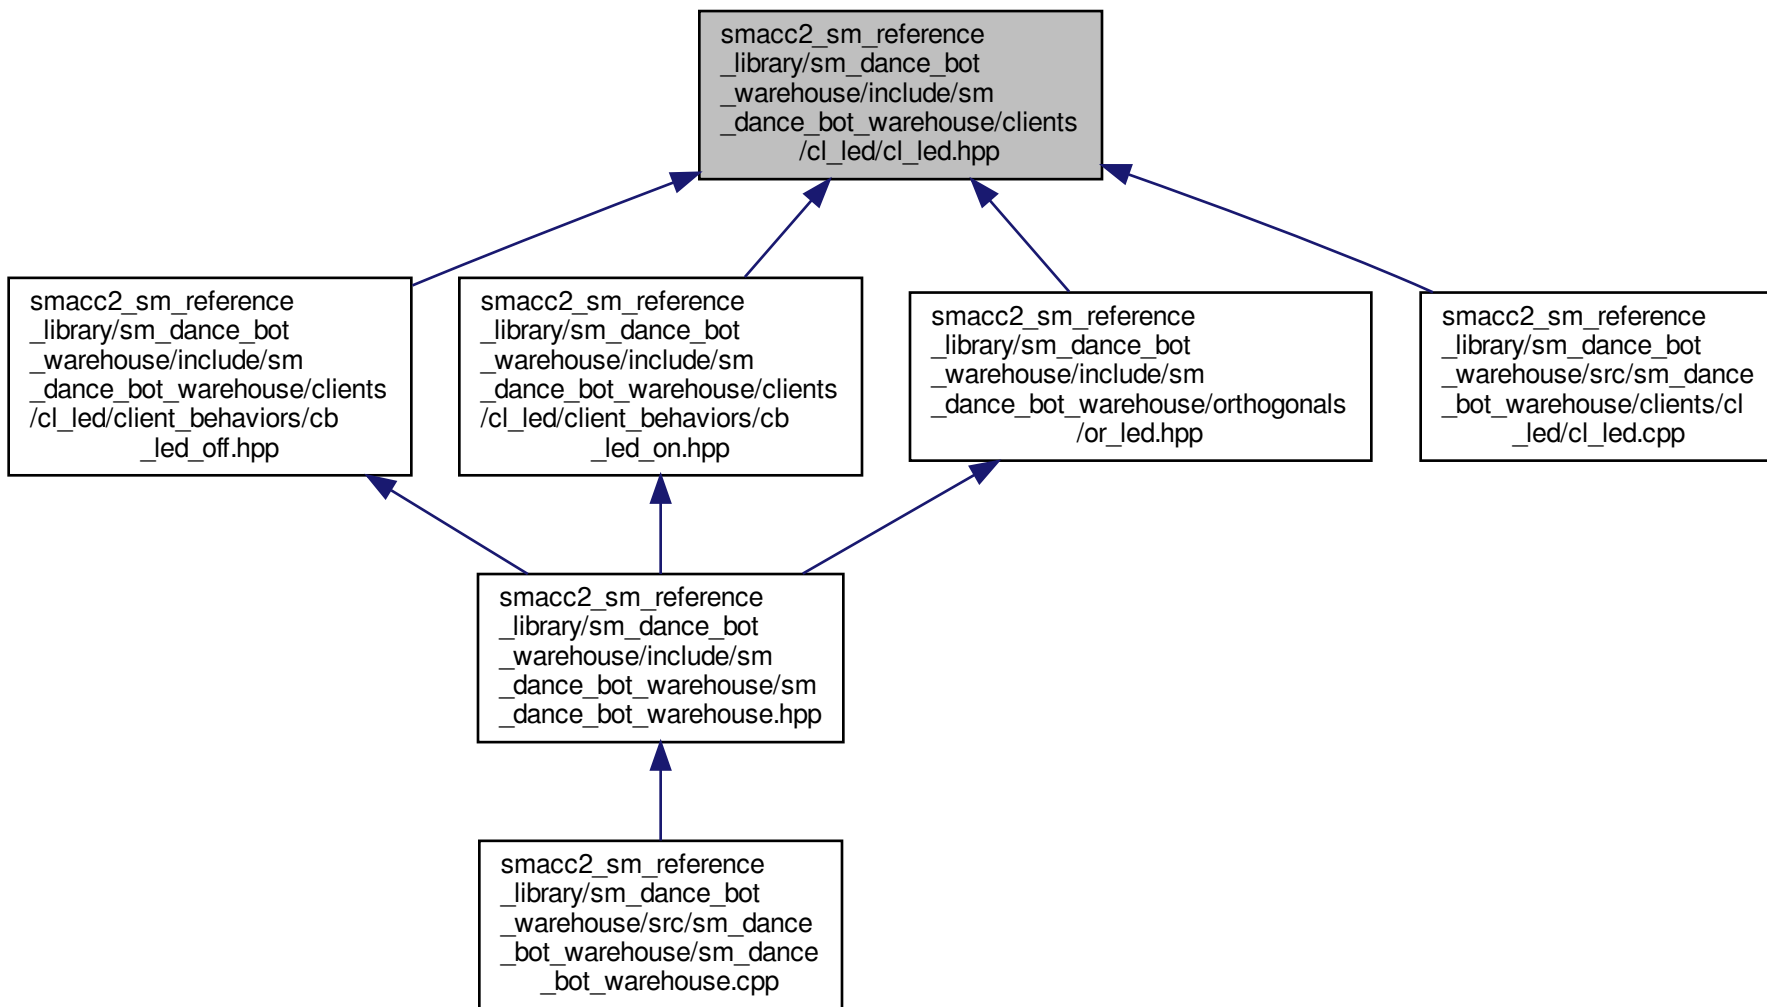 smacc2_sm_reference
_library/sm_dance_bot
_warehouse/include/sm
_dance_bot_warehouse/clients
/cl_led/cl_led.hpp
smacc2_sm_reference
_library/sm_dance_bot
_warehouse/include/sm
_dance_bot_warehouse/clients
/cl_led/client_behaviors/cb
_led_off.hpp
smacc2_sm_reference
_library/sm_dance_bot
_warehouse/include/sm
_dance_bot_warehouse/clients
/cl_led/client_behaviors/cb
_led_on.hpp
smacc2_sm_reference
_library/sm_dance_bot
_warehouse/include/sm
_dance_bot_warehouse/orthogonals
/or_led.hpp
smacc2_sm_reference
_library/sm_dance_bot
_warehouse/src/sm_dance
_bot_warehouse/clients/cl
_led/cl_led.cpp
smacc2_sm_reference
_library/sm_dance_bot
_warehouse/include/sm
_dance_bot_warehouse/sm
_dance_bot_warehouse.hpp
smacc2_sm_reference
_library/sm_dance_bot
_warehouse/src/sm_dance
_bot_warehouse/sm_dance
_bot_warehouse.cpp